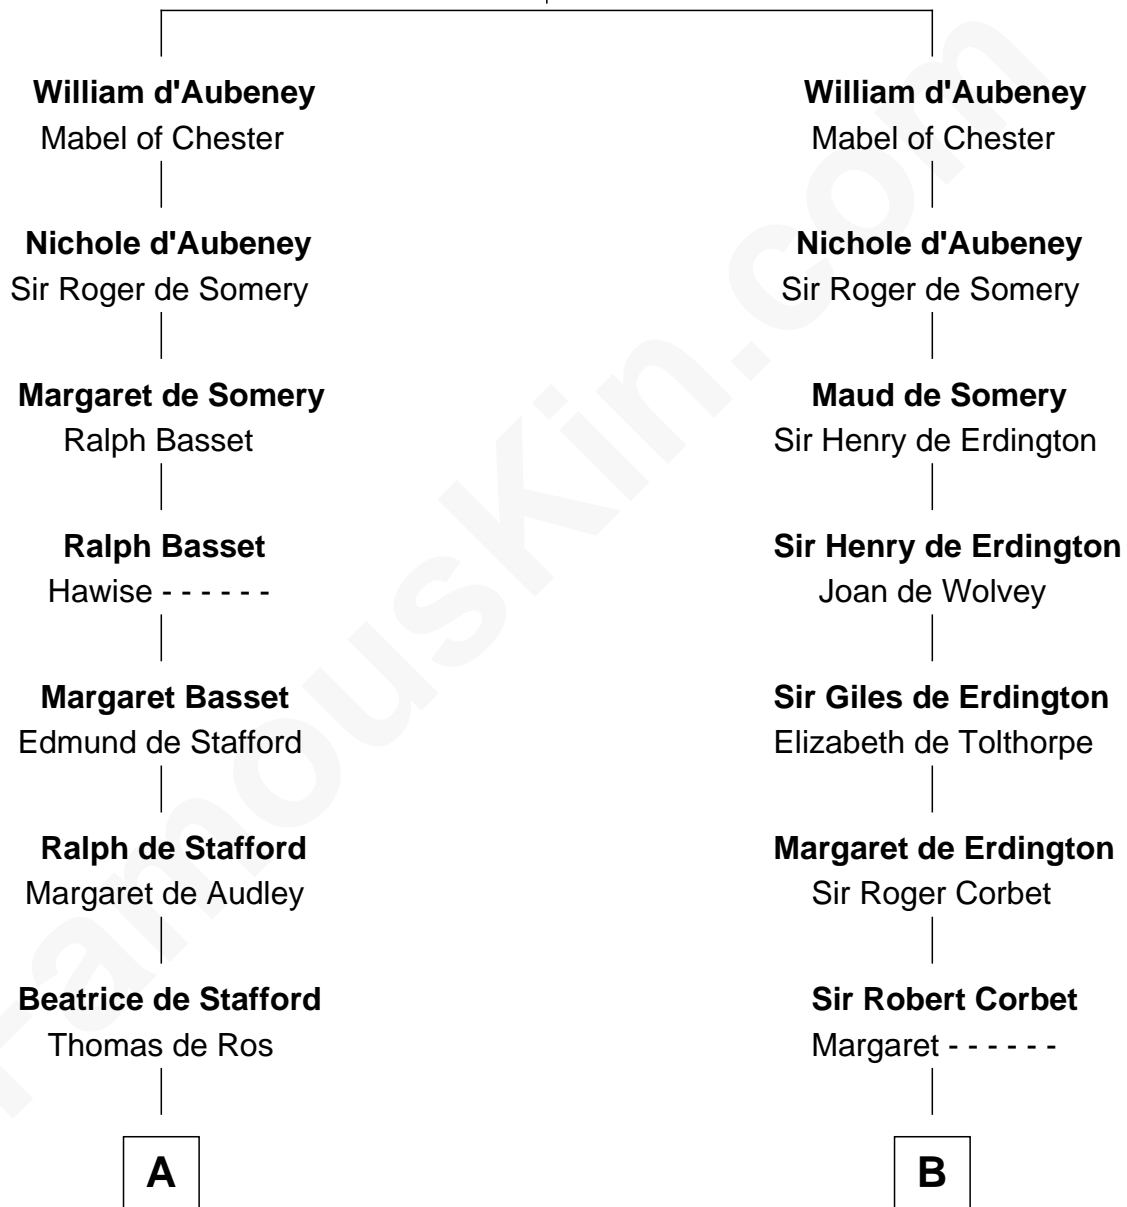 William d'Aubeney
Mabel of Chester
Nichole d'Aubeney
Sir Roger de Somery
Margaret de Somery
Ralph Basset
Ralph Basset
Hawise - - - - - -
Margaret Basset
Edmund de Stafford
Ralph de Stafford
Margaret de Audley
Beatrice de Stafford
Thomas de Ros
A
William d'Aubeney
Mabel of Chester
Nichole d'Aubeney
Sir Roger de Somery
Maud de Somery
Sir Henry de Erdington
Sir Henry de Erdington
Joan de Wolvey
Sir Giles de Erdington
Elizabeth de Tolthorpe
Margaret de Erdington
Sir Roger Corbet
Sir Robert Corbet
Margaret - - - - - -
B
FamousKin.com